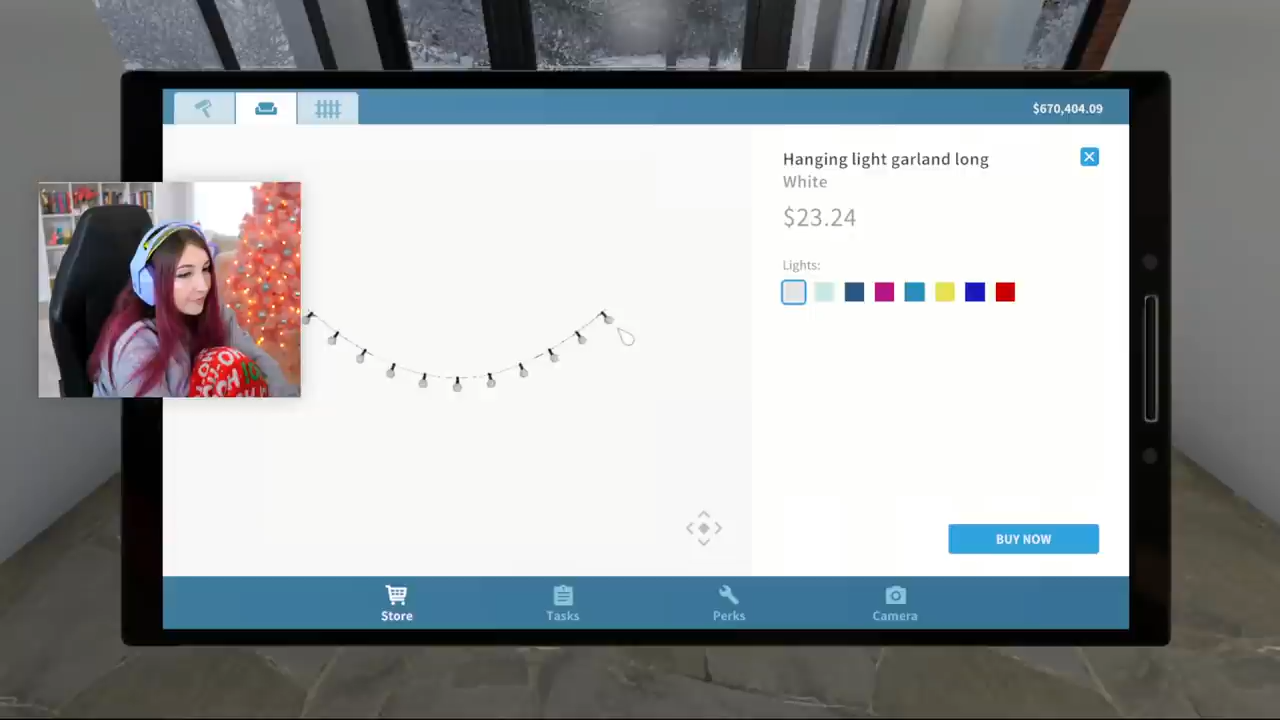 $670,404.09
Hanging light garland long
White
$23.24
Lights:
BUY NOW
Store
Tasks
Perks
Camera